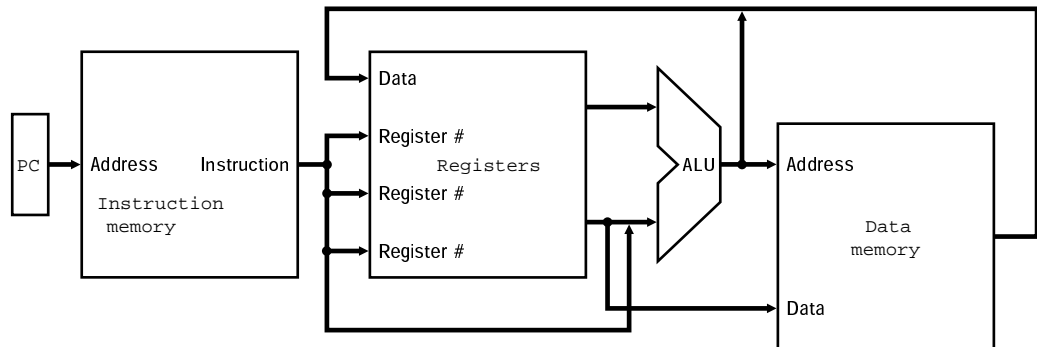 PC
Address
Instruction
Instruction
memory
Data
Register #
Registers
Register #
Register #
ALU
Address
Data
memory
Data